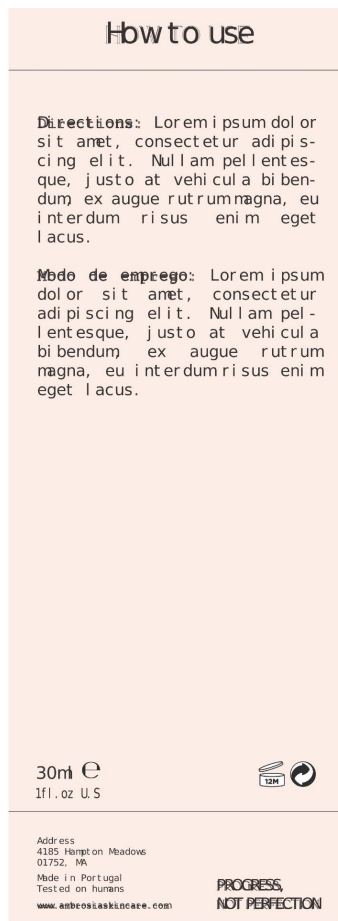 How to use
Directions: Lorem ipsum dolor
sit amet, consectetur adipis-
cing elit. Nullam pellentes-
que, justo at vehicula biben-
dum, ex augue rutrum magna, eu
interdum risus enim eget
lacus.
Modo de emprego: Lorem ipsum
dolor sit amet, consectetur
adipiscing elit. Nullam pel-
lentesque, justo at vehicula
bibendum, ex augue rutrum
magna, eu interdum risus enim
eget lacus.
30ml ℮
1fl.oz U.S
12M
Address
4185 Hampton Meadows
01752, MA
Made in Portugal
Tested on humans
www.ambrosiaskincare.com
PROGRESS,
NOT PERFECTION